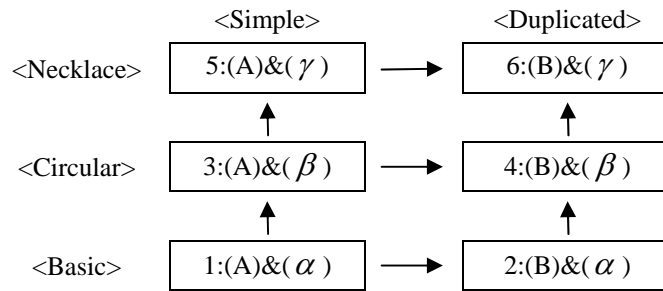 <Simple> <Duplicated>
<Necklace> 5:(A)&(γ) 6:(B)&(γ)
<Circular> 3:(A)&(β) 4:(B)&(β)
<Basic> 1:(A)&(α) 2:(B)&(α)